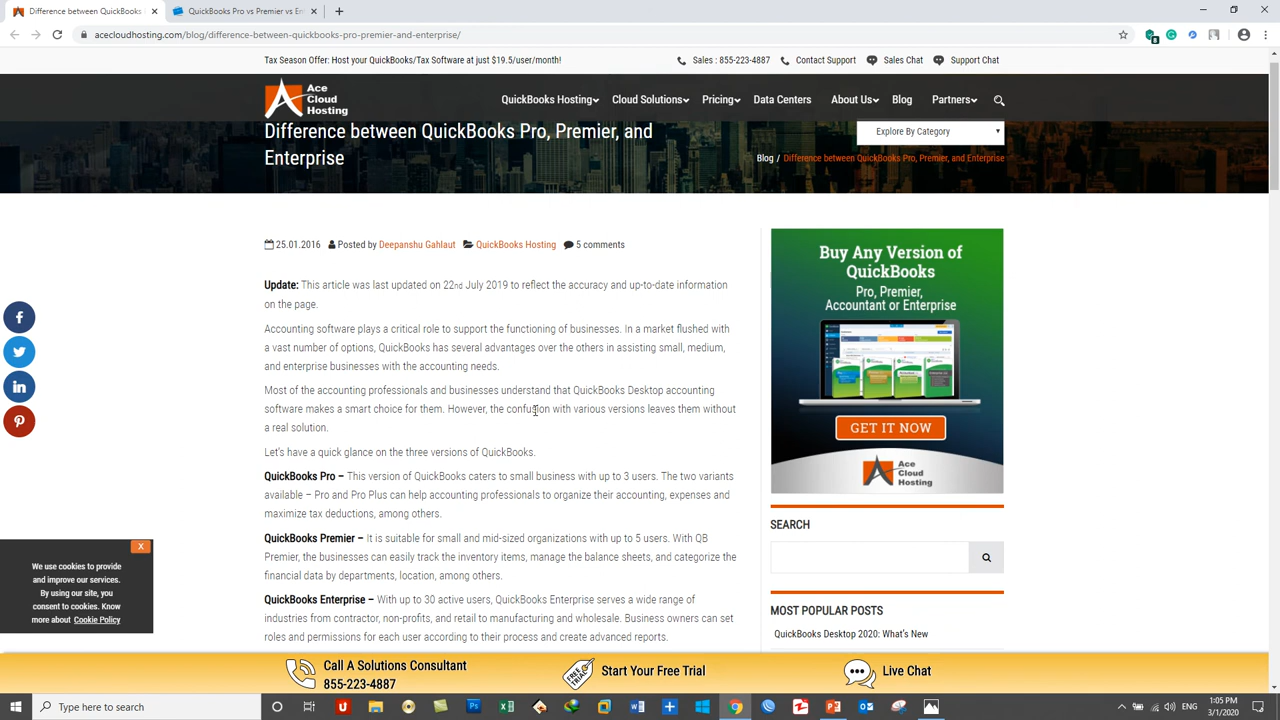 Difference between QuickBooks Pr
QuickBooks Pro vs Premier vs Ent
acecloudhosting.com/blog/difference-between-quickbooks-pro-premier-and-enterprise/
Tax Season Offer: Host your QuickBooks/Tax Software at just $19.5/user/month!
Sales : 855-223-4887
Contact Support
Sales Chat
Support Chat
Ace
Cloud
Hosting
QuickBooks Hosting
Cloud Solutions
Pricing
Data Centers
About Us
Blog
Partners
Difference between QuickBooks Pro, Premier, and
Enterprise
Explore By Category
Blog / Difference between QuickBooks Pro, Premier, and Enterprise
25.01.2016 Posted by Deepanshu Gahlaut QuickBooks Hosting 5 comments
Update: This article was last updated on 22nd July 2019 to reflect the accuracy and up-to-date information
on the page.
Accounting software plays a critical role to support the functioning of businesses. In a market flushed with
a vast number of options, QuickBooks has several advantages over the others in assisting small, medium,
and enterprise businesses with the accounting needs.
Most of the accounting professionals and businesses understand that QuickBooks Desktop accounting
software makes a smart choice for them. However, the confusion with various versions leaves them without
a real solution.
Let's have a quick glance on the three versions of QuickBooks.
QuickBooks Pro – This version of QuickBooks caters to small business with up to 3 users. The two variants
available – Pro and Pro Plus can help accounting professionals to organize their accounting, expenses and
maximize tax deductions, among others.
QuickBooks Premier – It is suitable for small and mid-sized organizations with up to 5 users. With QB
Premier, the businesses can easily track the inventory items, manage the balance sheets, and categorize the
financial data by departments, location, among others.
QuickBooks Enterprise – With up to 30 active users, QuickBooks Enterprise serves a wide range of
industries from contractor, non-profits, and retail to manufacturing and wholesale. Business owners can set
roles and permissions for each user according to their process and create advanced reports.
Buy Any Version of
QuickBooks
Pro, Premier,
Accountant or Enterprise
GET IT NOW
Ace
Cloud
Hosting
SEARCH
MOST POPULAR POSTS
QuickBooks Desktop 2020: What's New
X
We use cookies to provide
and improve our services.
By using our site, you
consent to cookies. Know
more about Cookie Policy
Call A Solutions Consultant
855-223-4887
FREE TRIAL
Start Your Free Trial
Live Chat
Type here to search
1:05 PM
3/1/2020